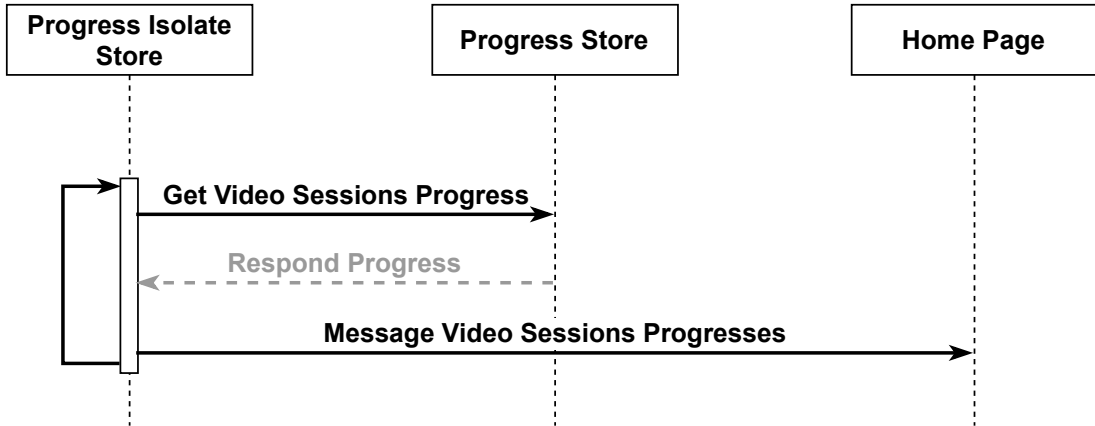 Progress Isolate
Store
Progress Store
Home Page
Get Video Sessions Progress
Respond Progress
Message Video Sessions Progresses